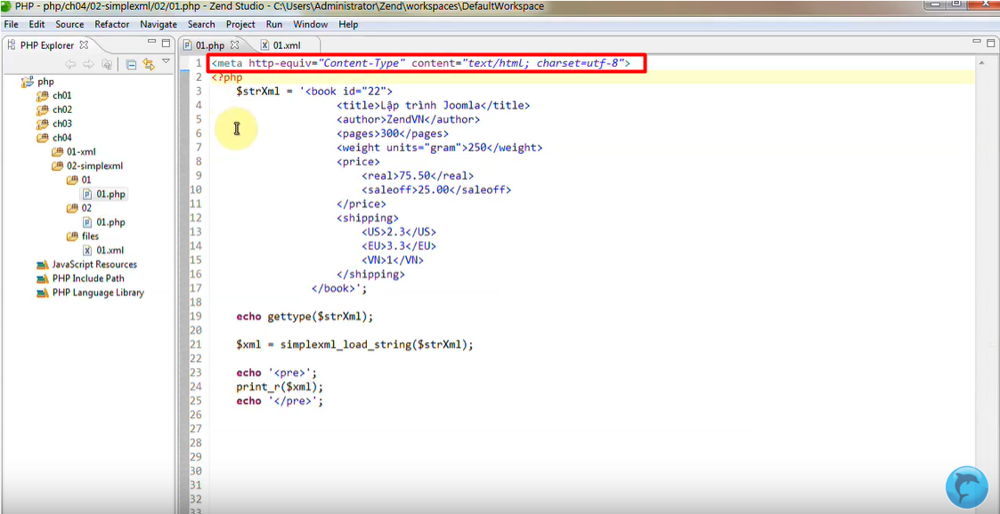 PHP - php/ch04/02-simplexml/02/01.php - Zend Studio - C:\Users\Administrator\Zend\workspaces\DefaultWorkspace
File Edit Source Refactor Navigate Search Project Run Window Help
PHP Explorer
php
ch01
ch02
ch03
ch04
01-xml
02-simplexml
01
01.php
02
01.php
files
01.xml
JavaScript Resources
PHP Include Path
PHP Language Library
01.php 01.xml
1 <meta http-equiv="Content-Type" content="text/html; charset=utf-8">
2 <?php
3 $strXml = '<book id="22">
4 <title>Lập trình Joomla</title>
5 <author>ZendVN</author>
6 <pages>300</pages>
7 <weight units="gram">250</weight>
8 <price>
9 <real>75.50</real>
10 <saleoff>25.00</saleoff>
11 </price>
12 <shipping>
13 <US>2.3</US>
14 <EU>3.3</EU>
15 <VN>1</VN>
16 </shipping>
17 </book>';
18
19 echo gettype($strXml);
20
21 $xml = simplexml_load_string($strXml);
22
23 echo '<pre>';
24 print_r($xml);
25 echo '</pre>';
26
27
28
29
30
31
32
33